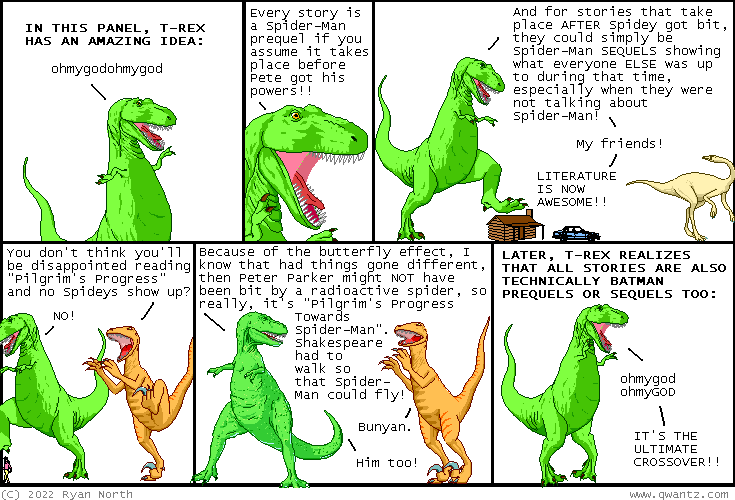 IN THIS PANEL, T-REX
HAS AN AMAZING IDEA:
ohmygodohmygod
Every story is
a Spider-Man
prequel if you
assume it takes
place before
Pete got his
powers!!
And for stories that take
place AFTER Spidey got bit,
they could simply be
Spider-Man SEQUELS showing
what everyone ELSE was up
to during that time,
especially when they were
not talking about
Spider-Man!
My friends!
LITERATURE
IS NOW
AWESOME!!
You don't think you'll
be disappointed reading
"Pilgrim's Progress"
and no Spideys show up?
NO!
Because of the butterfly effect, I
know that had things gone different,
then Peter Parker might NOT have
been bit by a radioactive spider, so
really, it's "Pilgrim's Progress
Towards
Spider-Man".
Shakespeare
had to
walk so
that Spider-
Man could fly!
Bunyan.
Him too!
LATER, T-REX REALIZES
THAT ALL STORIES ARE ALSO
TECHNICALLY BATMAN
PREQUELS OR SEQUELS TOO:
ohmygod
ohmyGOD
IT'S THE
ULTIMATE
CROSSOVER!!
(C) 2022 Ryan North
www.qwantz.com